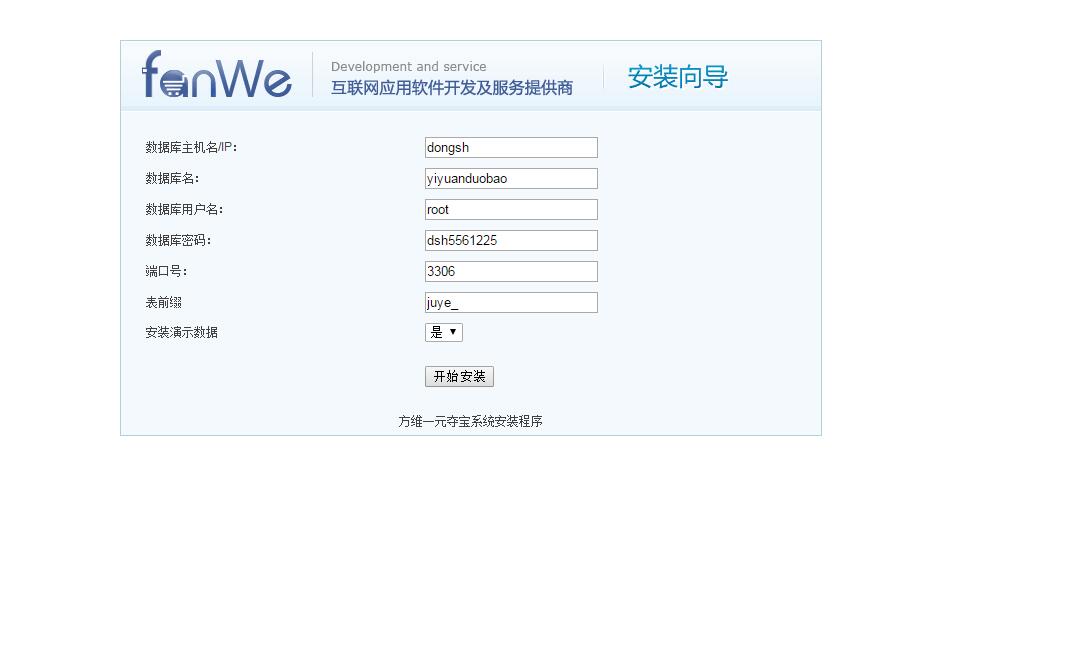 fanWe
Development and service
互联网应用软件开发及服务提供商
安装向导
数据库主机名/IP: dongsh
数据库名: yiyuanduobao
数据库用户名: root
数据库密码: dsh5561225
端口号: 3306
表前缀 juye_
安装演示数据 是
开始安装
方维一元夺宝系统安装程序